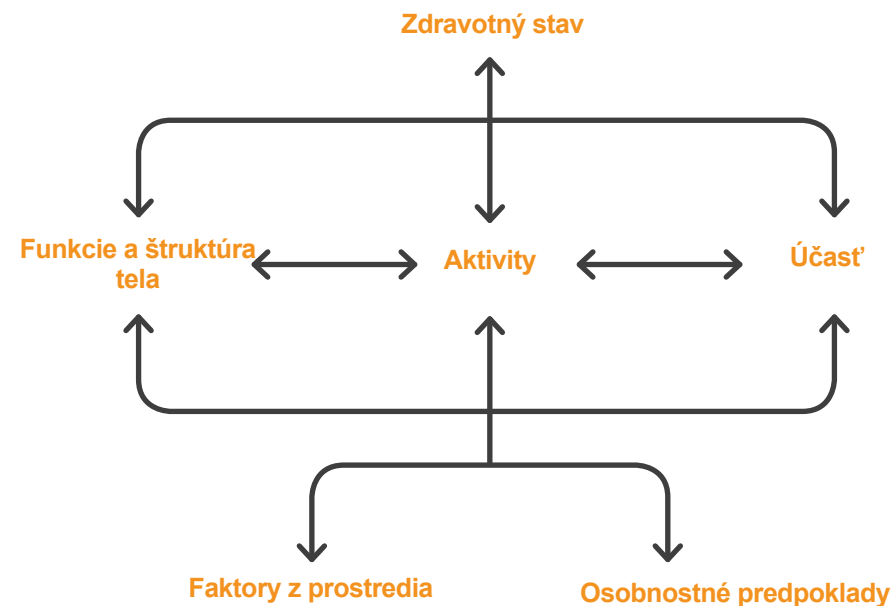 Zdravotný stav
Funkcie a štruktúra
tela
Aktivity
Účasť
Faktory z prostredia
Osobnostné predpoklady